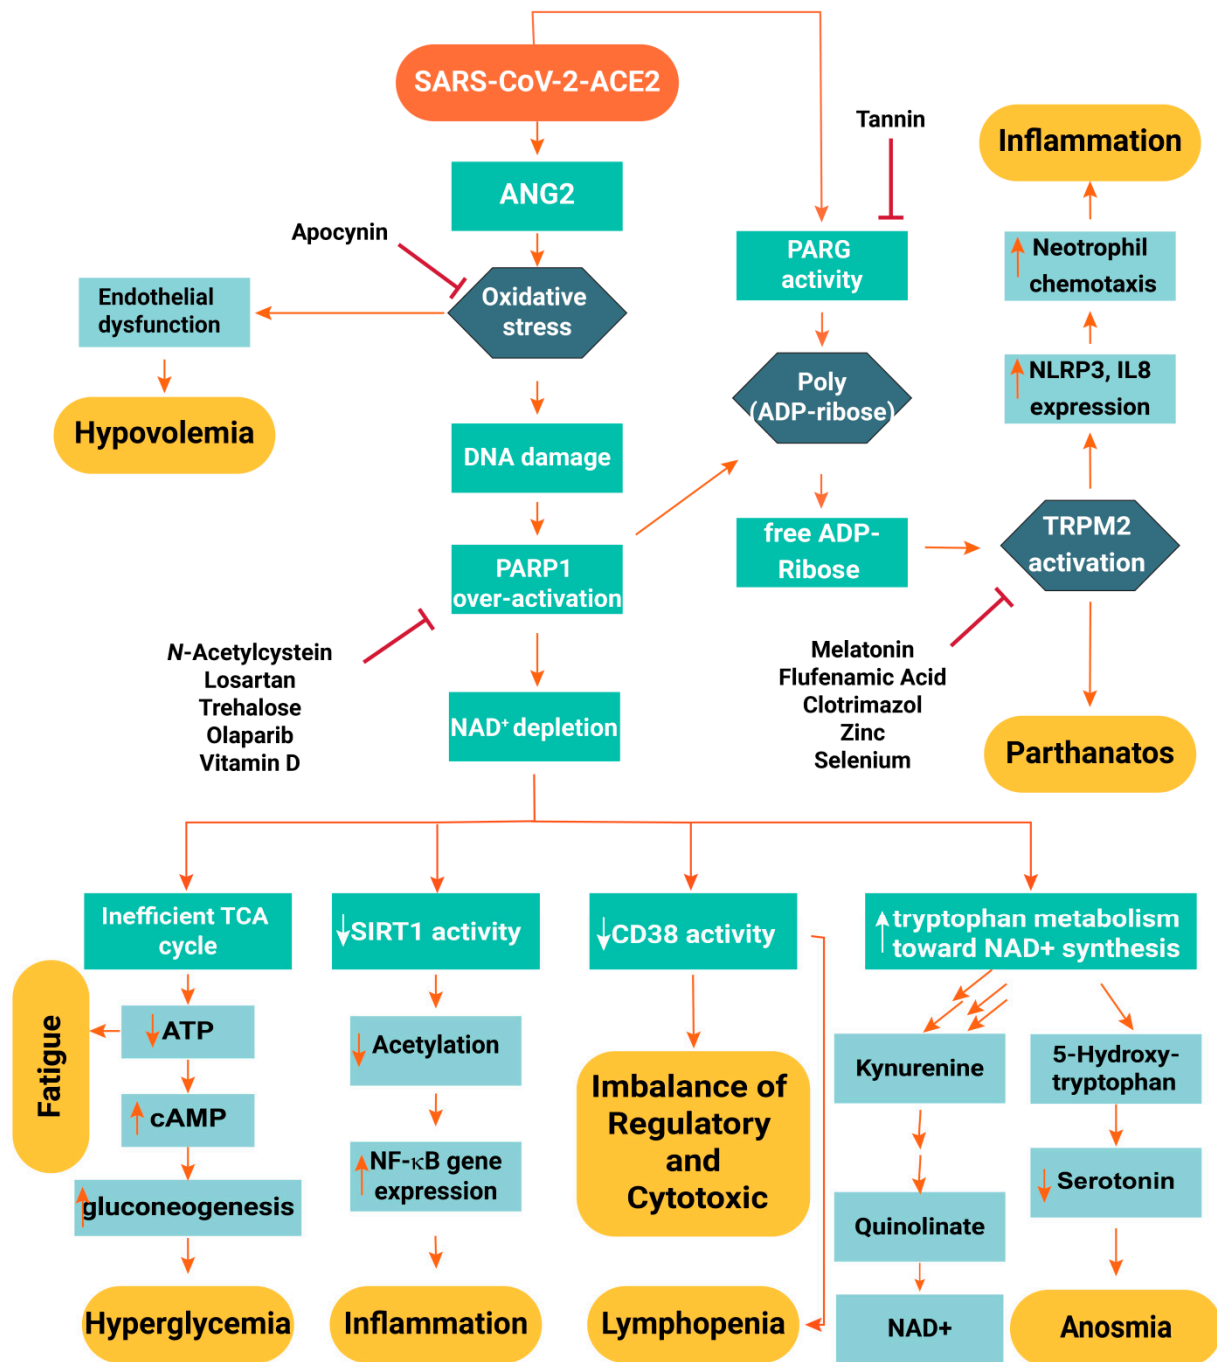 SARS-CoV-2-ACE2
ANG2
Apocynin
Oxidative
stress
Endothelial
dysfunction
Hypovolemia
DNA damage
PARP1
over-activation
N-Acetylcystein
Losartan
Trehalose
Olaparib
Vitamin D
NAD+ depletion
Tannin
PARG
activity
Poly
(ADP-ribose)
free ADP-
Ribose
TRPM2
activation
Melatonin
Flufenamic Acid
Clotrimazol
Zinc
Selenium
NLRP3, IL8
expression
Neotrophil
chemotaxis
Inflammation
Parthanatos
Inefficient TCA
cycle
ATP
Fatigue
cAMP
gluconeogenesis
Hyperglycemia
SIRT1 activity
Acetylation
NF-κB gene
expression
Inflammation
CD38 activity
Imbalance of
Regulatory
and
Cytotoxic
Lymphopenia
tryptophan metabolism
toward NAD+ synthesis
Kynurenine
Quinolinate
NAD+
5-Hydroxy-
tryptophan
Serotonin
Anosmia